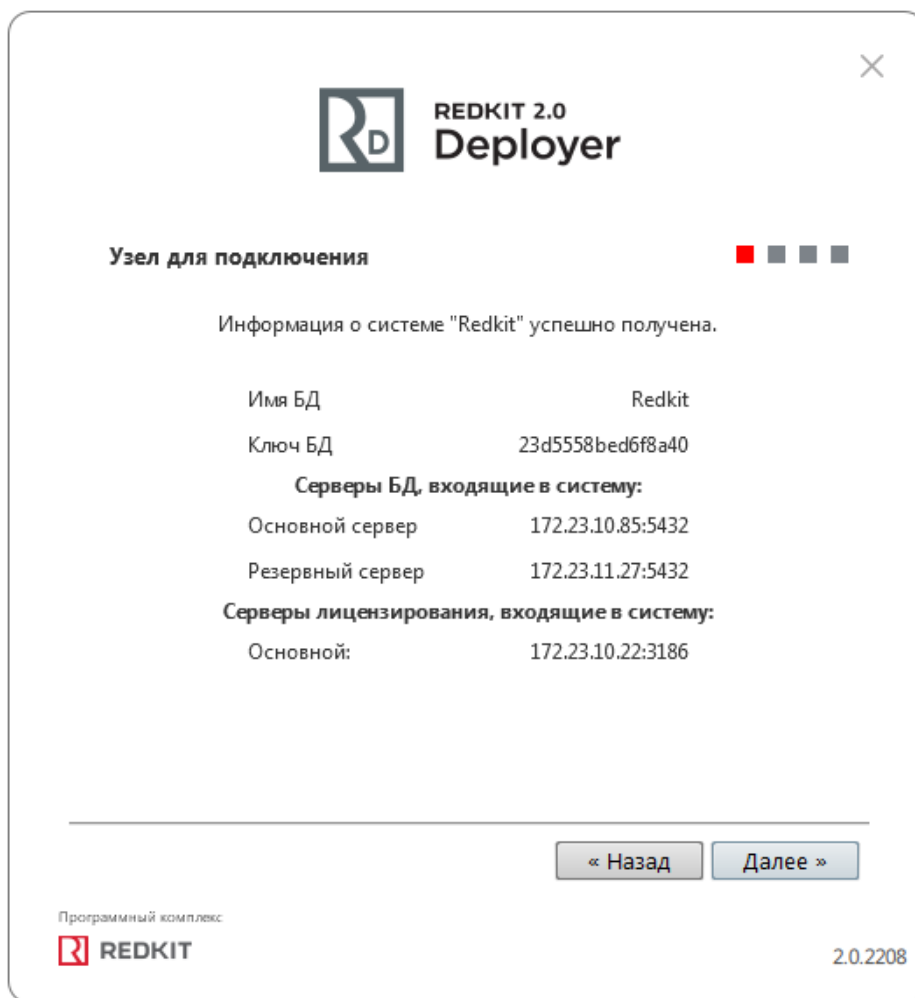 REDKIT 2.0
Deployer
Узел для подключения
Информация о системе "Redkit" успешно получена.
Имя БД Redkit
Ключ БД 23d5558bed6f8a40
Серверы БД, входящие в систему:
Основной сервер 172.23.10.85:5432
Резервный сервер 172.23.11.27:5432
Серверы лицензирования, входящие в систему:
Основной: 172.23.10.22:3186
« Назад Далее »
Программный комплекс
REDKIT
2.0.2208